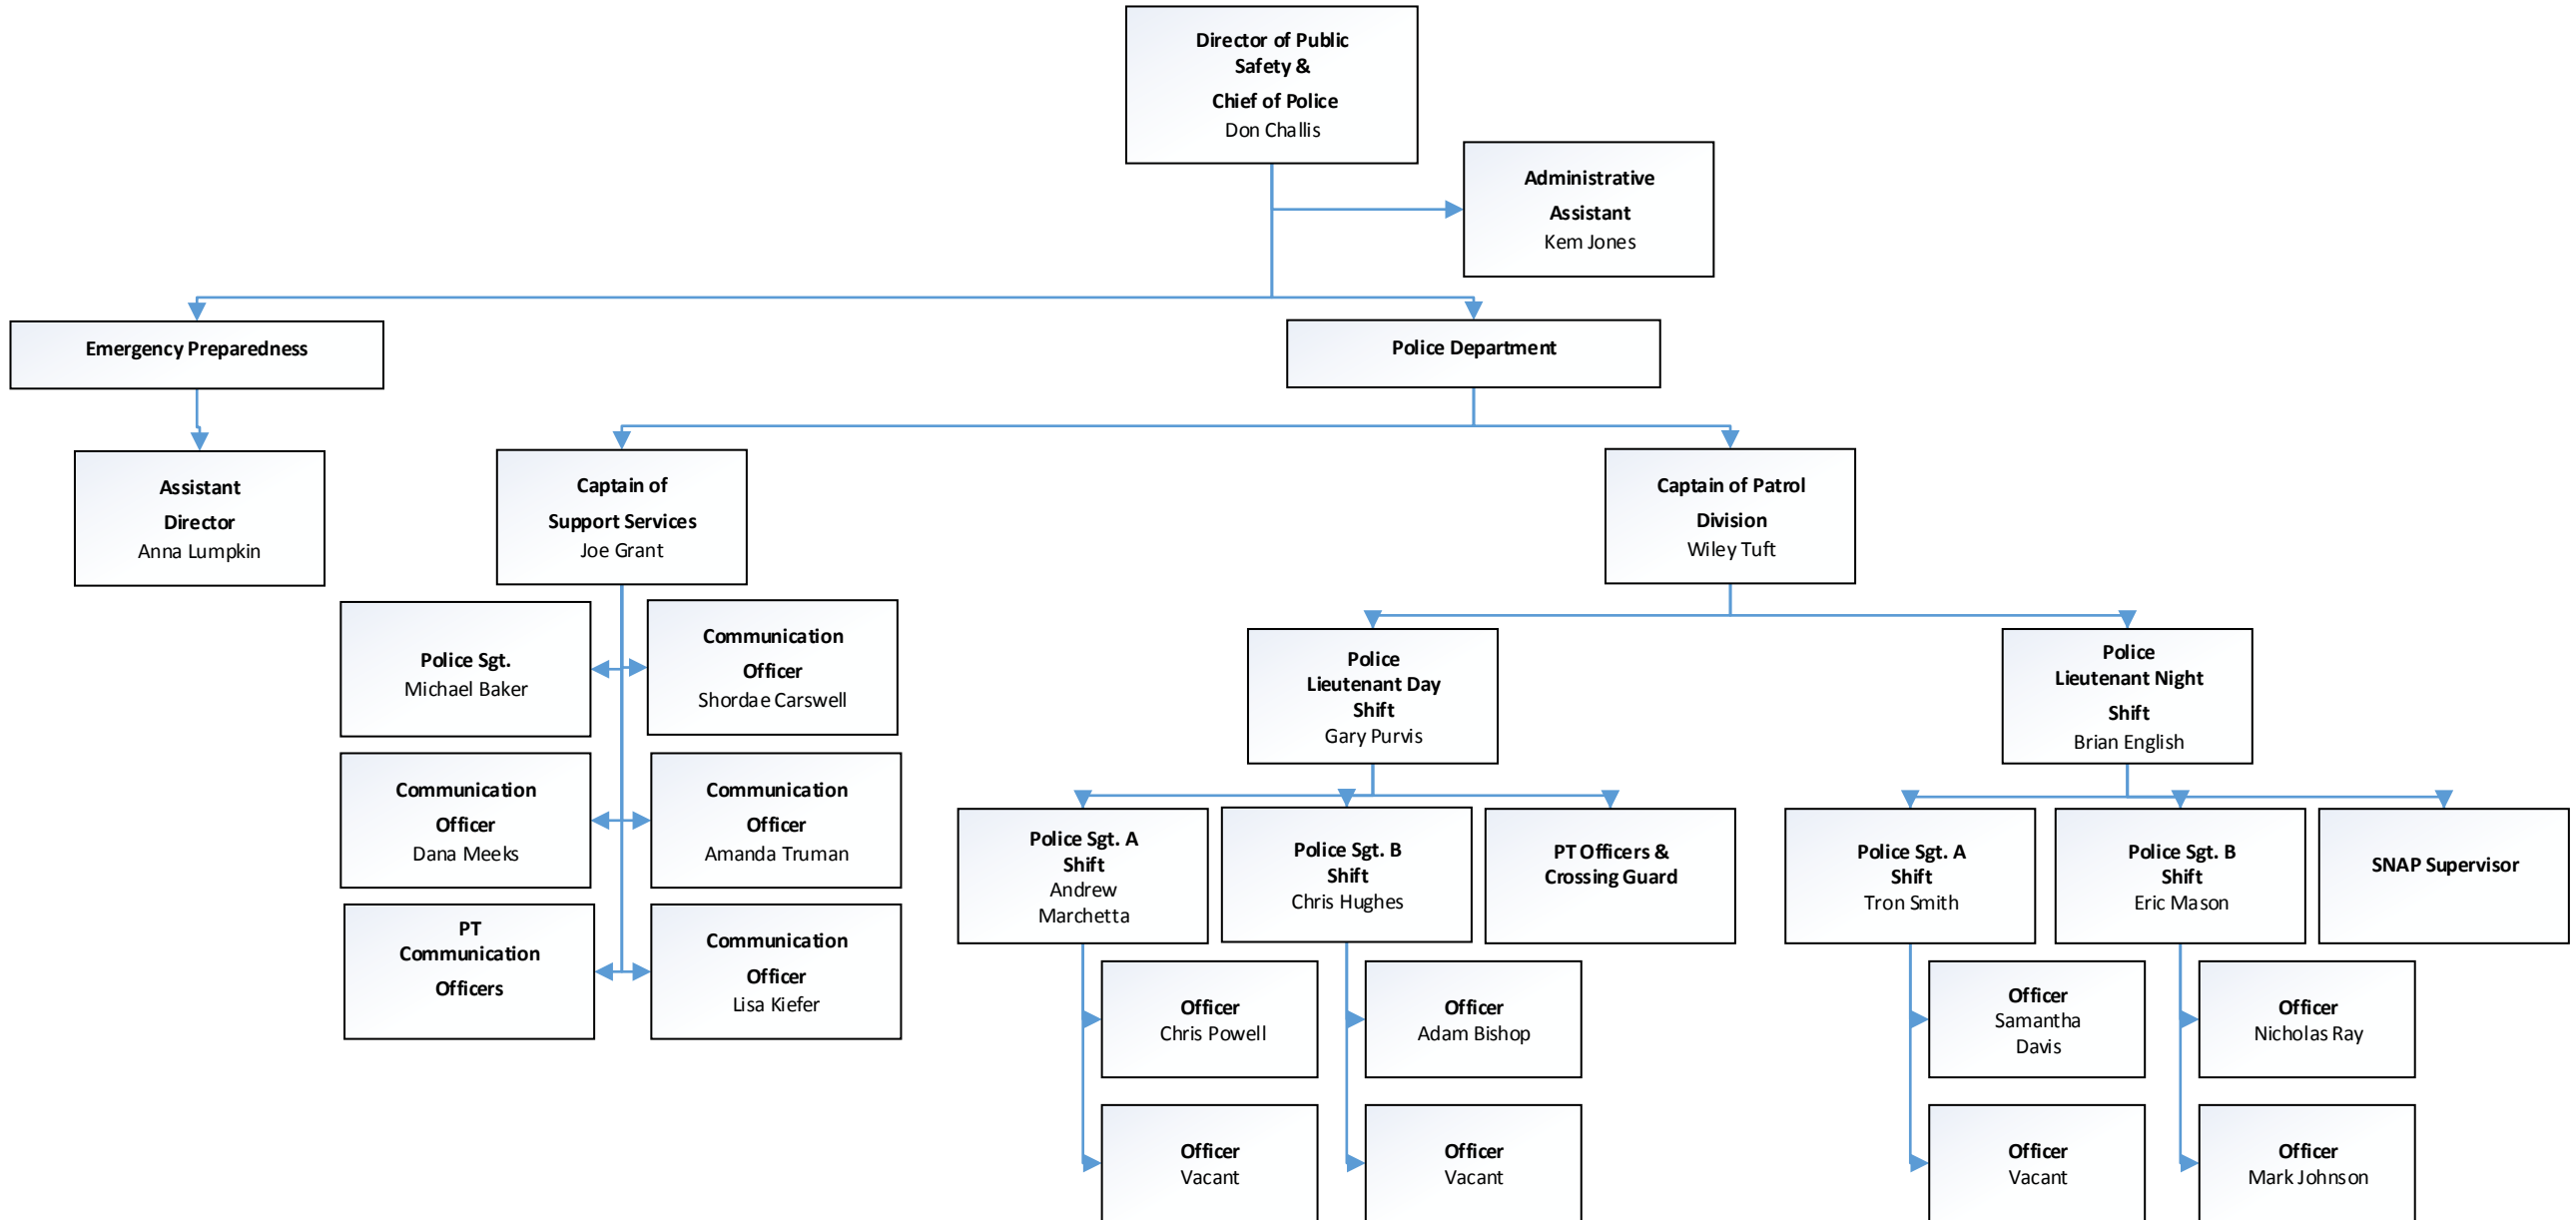 Director of Public
Safety &
Chief of Police
Don Challis
Administrative
Assistant
Kem Jones
Emergency Preparedness
Police Department
Assistant
Director
Anna Lumpkin
Captain of
Support Services
Joe Grant
Captain of Patrol
Division
Wiley Tuft
Police Sgt.
Michael Baker
Communication
Officer
Shordae Carswell
Communication
Officer
Dana Meeks
Communication
Officer
Amanda Truman
PT
Communication
Officers
Communication
Officer
Lisa Kiefer
Police
Lieutenant Day
Shift
Gary Purvis
Police
Lieutenant Night
Shift
Brian English
Police Sgt. A
Shift
Andrew
Marchetta
Police Sgt. B
Shift
Chris Hughes
PT Officers &
Crossing Guard
Police Sgt. A
Shift
Tron Smith
Police Sgt. B
Shift
Eric Mason
SNAP Supervisor
Officer
Chris Powell
Officer
Adam Bishop
Officer
Samantha
Davis
Officer
Nicholas Ray
Officer
Vacant
Officer
Vacant
Officer
Vacant
Officer
Mark Johnson